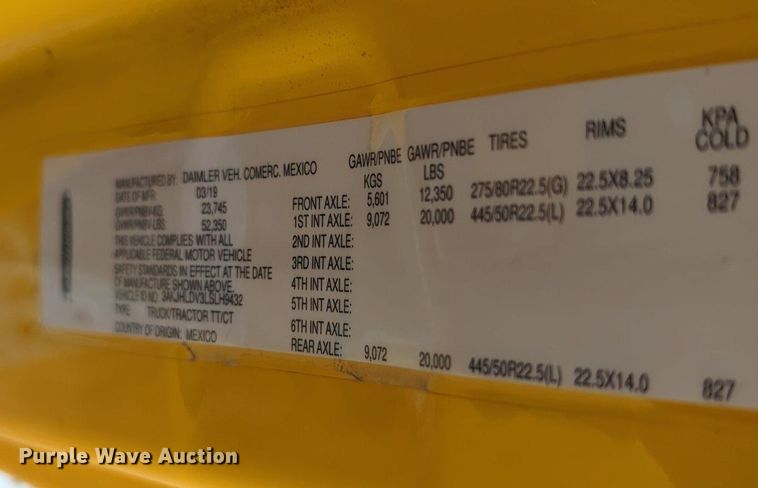 MANUFACTURED BY: DAIMLER VEH. COMERC. MEXICO
DATE OF MFR: 03/19
GVWR/PNBV-KG: 23,745
GVWR/PNBV-LBS: 52,350
THIS VEHICLE COMPLIES WITH ALL
APPLICABLE FEDERAL MOTOR VEHICLE
SAFETY STANDARDS IN EFFECT AT THE DATE
OF MANUFACTURE SHOWN ABOVE.
VEHICLE ID NO: 3AKJHLDV3LSLH9432
TYPE: TRUCK/TRACTOR TT/CT
COUNTRY OF ORIGIN: MEXICO
GAWR/PNBE KGS GAWR/PNBE LBS TIRES RIMS KPA COLD
FRONT AXLE: 5,601 12,350 275/80R22.5(G) 22.5X8.25 758
1ST INT AXLE: 9,072 20,000 445/50R22.5(L) 22.5X14.0 827
2ND INT AXLE:
3RD INT AXLE:
4TH INT AXLE:
5TH INT AXLE:
6TH INT AXLE:
REAR AXLE: 9,072 20,000 445/50R22.5(L) 22.5X14.0 827
Purple Wave Auction